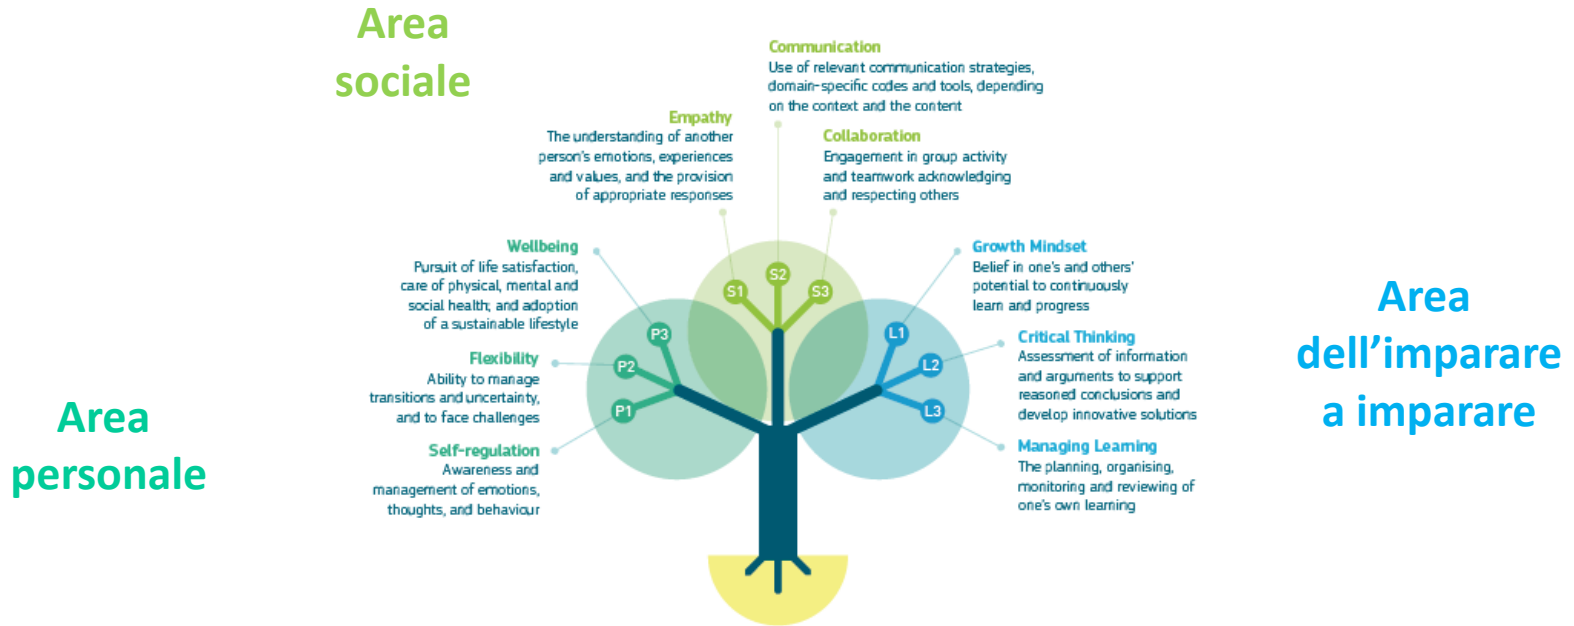 Area
sociale
Communication
Use of relevant communication strategies,
domain-specific codes and tools, depending
on the context and the content
Empathy
The understanding of another
person's emotions, experiences
and values, and the provision
of appropriate responses
Collaboration
Engagement in group activity
and teamwork acknowledging
and respecting others
Wellbeing
Pursuit of life satisfaction,
care of physical, mental and
social health; and adoption
of a sustainable lifestyle
Flexibility
Ability to manage
transitions and uncertainty,
and to face challenges
Self-regulation
Awareness and
management of emotions,
thoughts, and behaviour
Area
personale
S1
S2
S3
P3
P2
P1
L1
L2
L3
Growth Mindset
Belief in one's and others'
potential to continuously
learn and progress
Critical Thinking
Assessment of information
and arguments to support
reasoned conclusions and
develop innovative solutions
Managing Learning
The planning, organising,
monitoring and reviewing of
one's own learning
Area
dell’imparare
a imparare